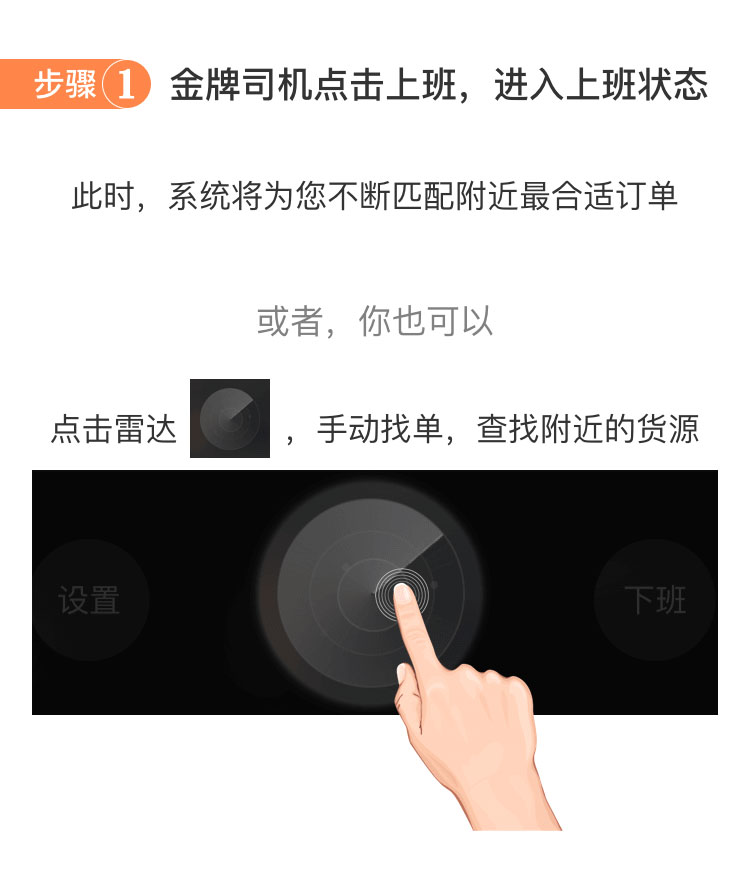 步骤1 金牌司机点击上班，进入上班状态
此时，系统将为您不断匹配附近最合适订单
或者，你也可以
点击雷达 ，手动找单，查找附近的货源
设置 下班